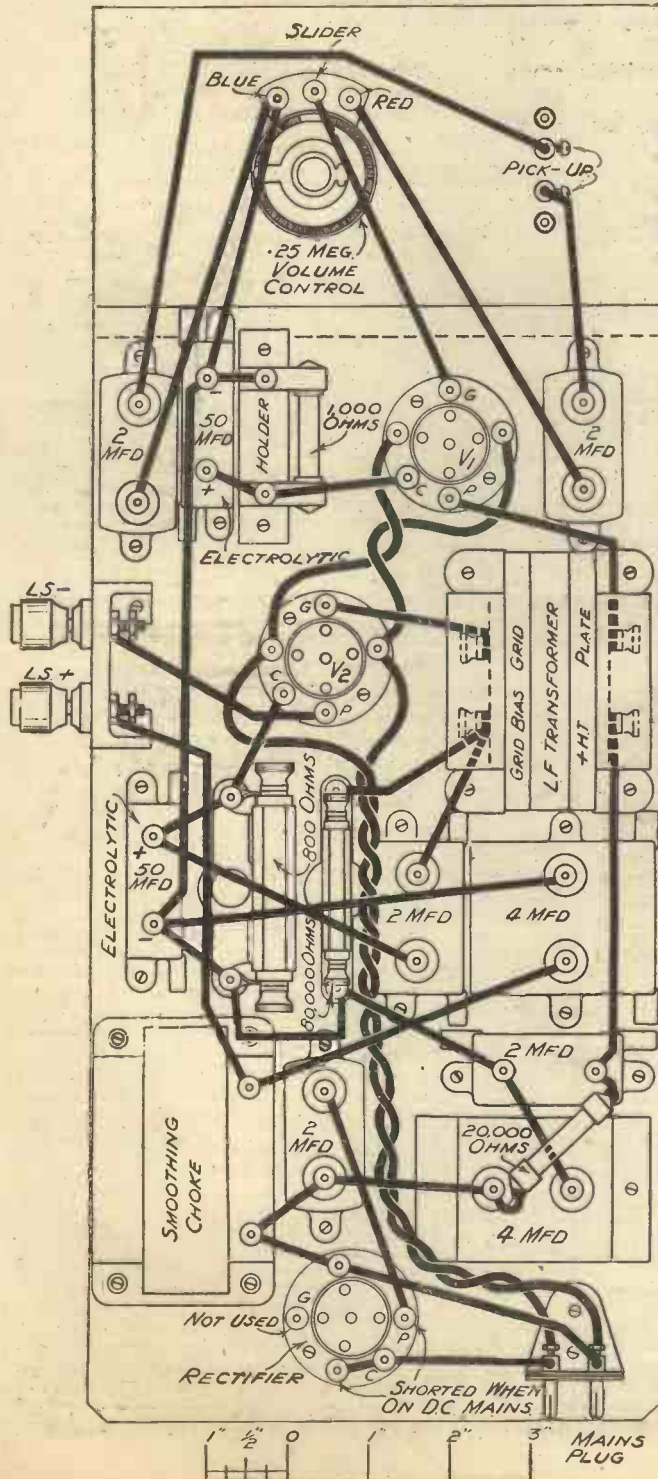 SLIDER
BLUE
RED
PICK-UP
.25 MEG.
VOLUME
CONTROL
2
MFD
-
50
MFD
+
HOLDER
1,000
OHMS
G
V1
C
P
2
MFD
ELECTROLYTIC
LS-
LS+
G
V2
C
P
GRID BIAS GRID
LF TRANSFORMER
+HT PLATE
ELECTROLYTIC
+
50
MFD
-
800 OHMS
80,000 OHMS
2 MFD
4 MFD
2 MFD
SMOOTHING
CHOKE
2
MFD
20,000
OHMS
4 MFD
NOT USED
G
P
C
RECTIFIER
SHORTED WHEN
ON D.C. MAINS
MAINS
PLUG
1" ½" 0 1" 2" 3"